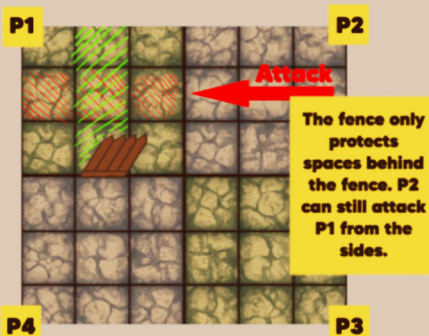 P1
P2
Attack
The fence only
protects
spaces behind
the fence. P2
can still attack
P1 from the
sides.
P4
P3